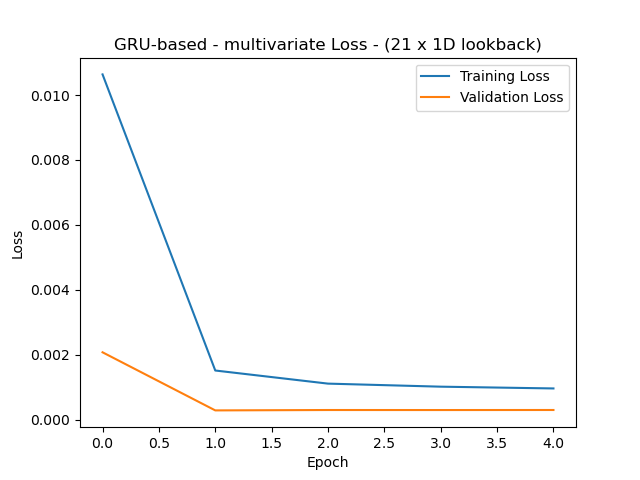 GRU-based - multivariate Loss - (21 x 1D lookback)
Training Loss
Validation Loss
0.010
0.008
0.006
0.004
0.002
0.000
Loss
0.0 0.5 1.0 1.5 2.0 2.5 3.0 3.5 4.0
Epoch